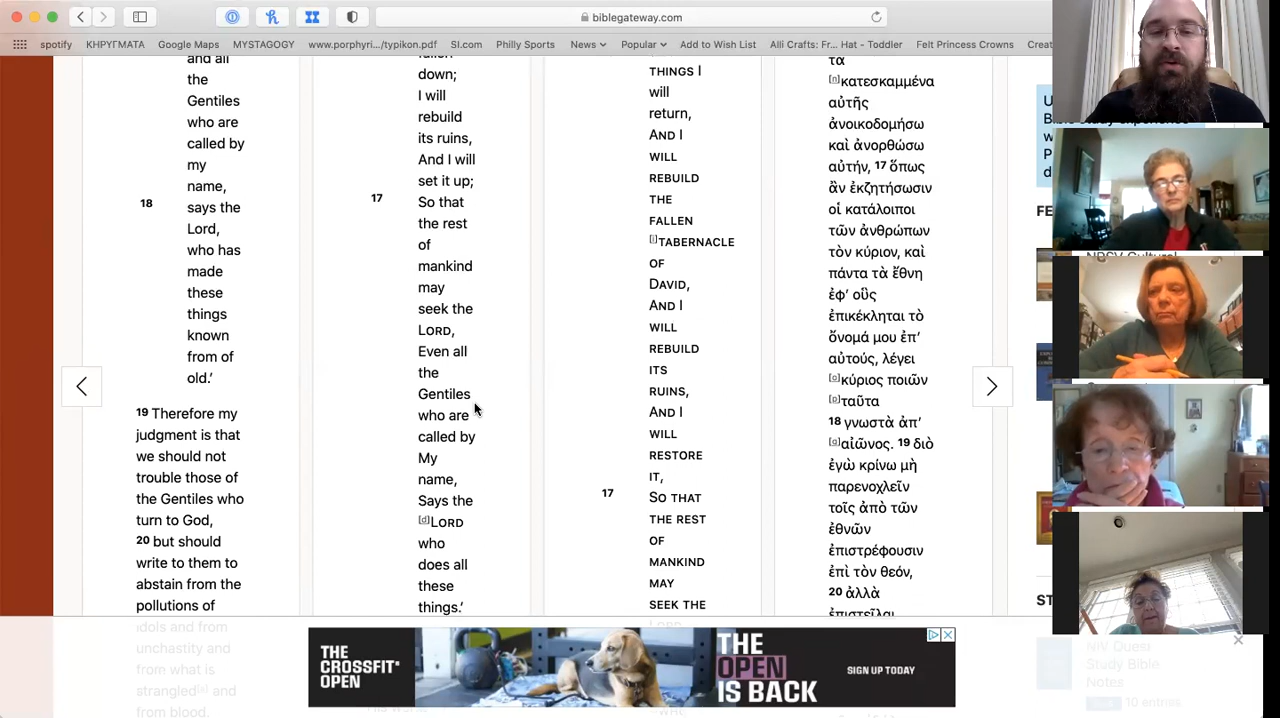 biblegateway.com
spotify ΚΗΡΥΓΜΑΤΑ Google Maps MYSTAGOGY www.porphyri.../typikon.pdf SI.com Philly Sports News Popular Add to Wish List Alli Crafts: Fr... Hat - Toddler Felt Princess Crowns
and all
the
Gentiles
who are
called by
my
name,
18 says the
Lord,
who has
made
these
things
known
from of
old.’
19 Therefore my
judgment is that
we should not
trouble those of
the Gentiles who
turn to God,
20 but should
write to them to
abstain from the
pollutions of
idols and from
unchastity and
from what is
strangled[a] and
from blood.
down;
I will
rebuild
its ruins,
And I will
set it up;
17 So that
the rest
of
mankind
may
seek the
LORD,
Even all
the
Gentiles
who are
called by
My
name,
Says the
[d]LORD
who
does all
these
things.’
THINGS I
will
return,
AND I
WILL
REBUILD
THE
FALLEN
[i]TABERNACLE
OF
DAVID,
AND I
WILL
REBUILD
ITS
RUINS,
AND I
WILL
RESTORE
IT,
17 SO THAT
THE REST
OF
MANKIND
MAY
SEEK THE
τὰ
[n]κατεσκαμμένα
αὐτῆς
ἀνοικοδομήσω
καὶ ἀνορθώσω
αὐτήν, 17 ὅπως
ἂν ἐκζητήσωσιν
οἱ κατάλοιποι
τῶν ἀνθρώπων
τὸν κύριον, καὶ
πάντα τὰ ἔθνη
ἐφ’ οὓς
ἐπικέκληται τὸ
ὄνομά μου ἐπ’
αὐτούς, λέγει
[o]κύριος ποιῶν
[p]ταῦτα
18 γνωστὰ ἀπ’
[q]αἰῶνος. 19 διὸ
ἐγὼ κρίνω μὴ
παρενοχλεῖν
τοῖς ἀπὸ τῶν
ἐθνῶν
ἐπιστρέφουσιν
ἐπὶ τὸν θεόν,
20 ἀλλὰ
ἐπιστεῖλαι
NIV Quest
Study Bible
Notes
10 entries
THE
CROSSFIT
OPEN
THE
OPEN
IS BACK
SIGN UP TODAY